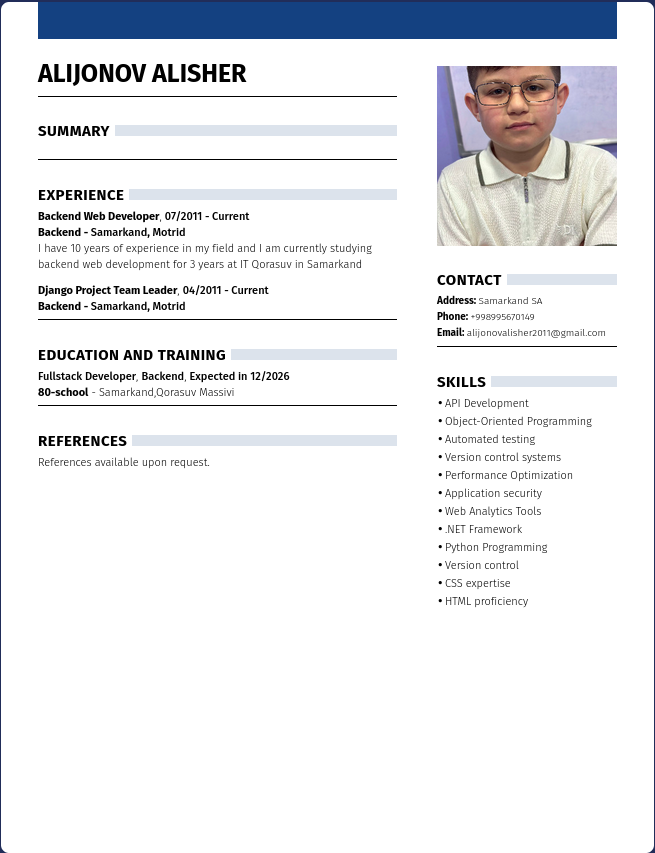 ALIJONOV ALISHER
SUMMARY
EXPERIENCE
Backend Web Developer, 07/2011 - Current
Backend - Samarkand, Motrid
I have 10 years of experience in my field and I am currently studying
backend web development for 3 years at IT Qorasuv in Samarkand
Django Project Team Leader, 04/2011 - Current
Backend - Samarkand, Motrid
EDUCATION AND TRAINING
Fullstack Developer, Backend, Expected in 12/2026
80-school - Samarkand,Qorasuv Massivi
REFERENCES
References available upon request.
CONTACT
Address: Samarkand SA
Phone: +998995670149
Email: alijonovalisher2011@gmail.com
SKILLS
• API Development
• Object-Oriented Programming
• Automated testing
• Version control systems
• Performance Optimization
• Application security
• Web Analytics Tools
• .NET Framework
• Python Programming
• Version control
• CSS expertise
• HTML proficiency